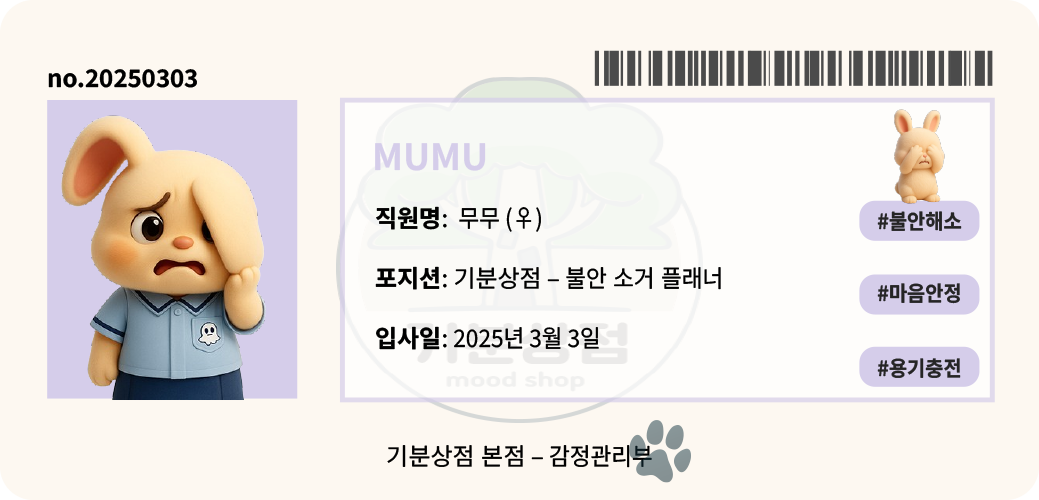 no.20250303
MUMU
직원명: 무무 (♀)
포지션: 기분상점 – 불안 소거 플래너
입사일: 2025년 3월 3일
#불안해소
#마음안정
#용기충전
기분상점
mood shop
기분상점 본점 – 감정관리부